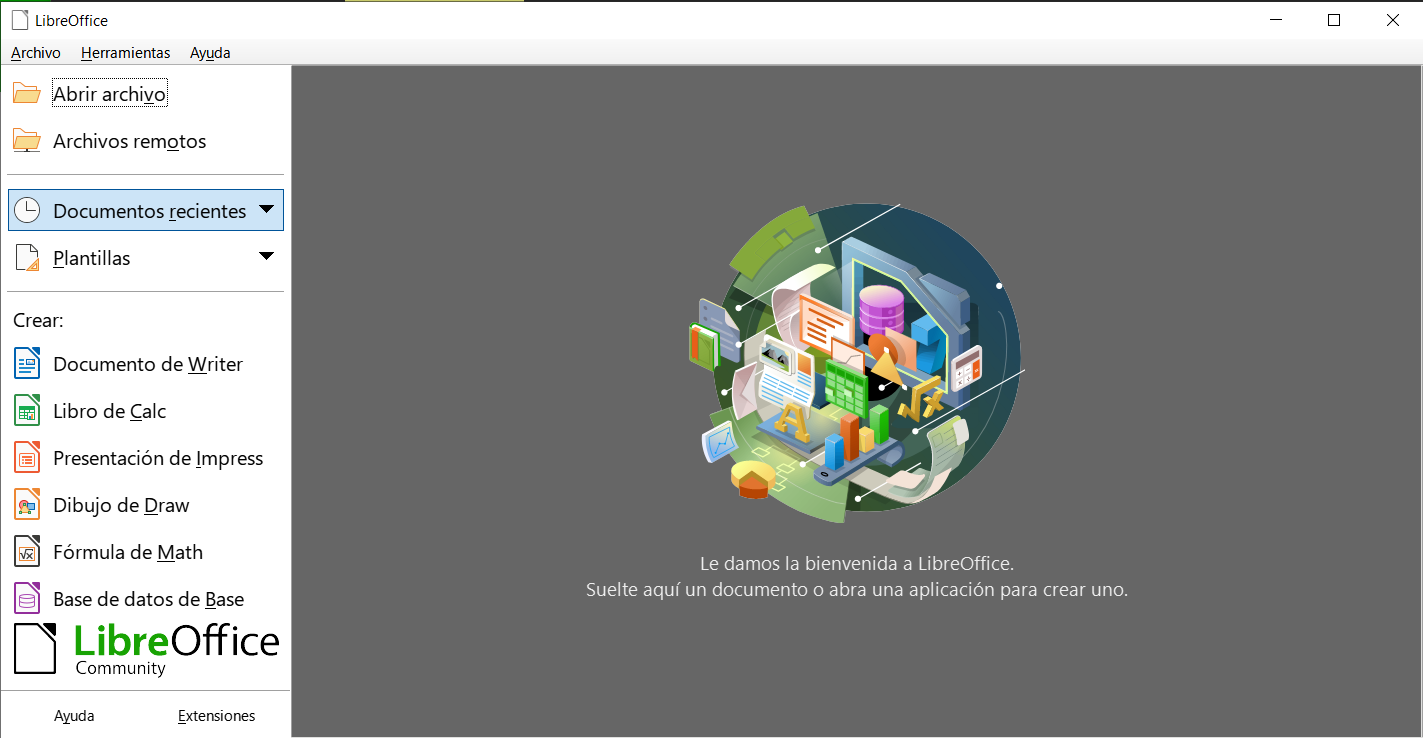 LibreOffice
Archivo Herramientas Ayuda
Abrir archivo
Archivos remotos
Documentos recientes
Plantillas
Crear:
Documento de Writer
Libro de Calc
Presentación de Impress
Dibujo de Draw
Fórmula de Math
Base de datos de Base
LibreOffice
Community
Ayuda Extensiones
Le damos la bienvenida a LibreOffice.
Suelte aquí un documento o abra una aplicación para crear uno.